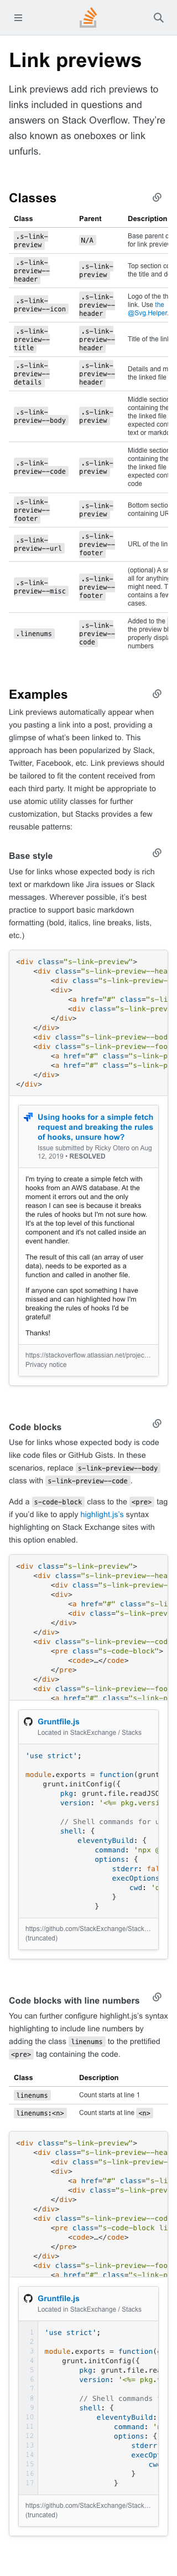 Link previews
Link previews add rich previews to
links included in questions and
answers on Stack Overflow. They're
also known as oneboxes or link
unfurls.
Classes
Class Parent Description
.s-link-
preview
N/A
Base parent c
for link preview
.s-link-
preview--
header
.s-link-
preview
Top section co
the title and d
.s-link-
preview--icon
.s-link-
preview--
header
Logo of the th
link. Use the
@Svg.Helper.
.s-link-
preview--
title
.s-link-
preview--
header
Title of the link
.s-link-
preview--
details
.s-link-
preview--
header
Details and m
the linked file
.s-link-
preview--body
.s-link-
preview
Middle section
containing the
the linked file
expected cont
text or markdo
.s-link-
preview--code
.s-link-
preview
Middle section
containing the
the linked file
expected cont
code
.s-link-
preview--
footer
.s-link-
preview
Bottom section
containing UR
.s-link-
preview--url
.s-link-
preview--
footer
URL of the lin
.s-link-
preview--misc
.s-link-
preview--
footer
(optional) A sm
all for anything
might need. T
contains a few
cases.
.linenums
.s-link-
preview--
code
Added to the
the preview bl
properly displa
numbers
Examples
Link previews automatically appear when
you pasting a link into a post, providing a
glimpse of what's been linked to. This
approach has been popularized by Slack,
Twitter, Facebook, etc. Link previews should
be tailored to fit the content received from
each third party. It might be appropriate to
use atomic utility classes for further
customization, but Stacks provides a few
reusable patterns:
Base style
Use for links whose expected body is rich
text or markdown like Jira issues or Slack
messages. Wherever possible, it's best
practice to support basic markdown
formatting (bold, italics, line breaks, lists,
etc.)
<div class="s-link-preview">
<div class="s-link-preview--hea
<div class="s-link-preview-
<div>
<a href="#" class="s-li
<div class="s-link-prev
</div>
</div>
<div class="s-link-preview--bod
<div class="s-link-preview--foo
<a href="#" class="s-link-p
<a href="#" class="s-link-p
</div>
</div>
Using hooks for a simple fetch
request and breaking the rules
of hooks, unsure how?
Issue submitted by Ricky Otero on Aug
12, 2019 • RESOLVED
I'm trying to create a simple fetch with
hooks from an AWS database. At the
moment it errors out and the only
reason I can see is because it breaks
the rules of hooks but I'm not sure how.
It's at the top level of this functional
component and it's not called inside an
event handler.
The result of this call (an array of user
data), needs to be exported as a
function and called in another file.
If anyone can spot something I have
missed and can highlight how I'm
breaking the rules of hooks I'd be
grateful!
Thanks!
https://stackoverflow.atlassian.net/projec...
Privacy notice
Code blocks
Use for links whose expected body is code
like code files or GitHub Gists. In these
scenarios, replace .s-link-preview--body
class with .s-link-preview--code.
Add a s-code-block class to the <pre> tag
if you'd like to apply highlight.js's syntax
highlighting on Stack Exchange sites with
this option enabled.
<div class="s-link-preview">
<div class="s-link-preview--hea
<div class="s-link-preview-
<div>
<a href="#" class="s-li
<div class="s-link-prev
</div>
</div>
<div class="s-link-preview--cod
<pre class="s-code-block">
<code>…</code>
</pre>
</div>
<div class="s-link-preview--foo
<a href="#" class="s-link-p
Gruntfile.js
Located in StackExchange / Stacks
'use strict';
module.exports = function(grunt
grunt.initConfig({
pkg: grunt.file.readJSO
version: '<%= pkg.versi
// Shell commands for u
shell: {
eleventyBuild: {
command: 'npx @
options: {
stderr: fal
execOptions
cwd: 'd
}
}
https://github.com/StackExchange/Stack...
(truncated)
Code blocks with line numbers
You can further configure highlight.js's syntax
highlighting to include line numbers by
adding the class linenums to the prettified
<pre> tag containing the code.
Class Description
linenums Count starts at line 1
linenums:<n> Count starts at line <n>
<div class="s-link-preview">
<div class="s-link-preview--hea
<div class="s-link-preview-
<div>
<a href="#" class="s-li
<div class="s-link-prev
</div>
</div>
<div class="s-link-preview--cod
<pre class="s-code-block li
<code>…</code>
</pre>
</div>
<div class="s-link-preview--foo
<a href="#" class="s-link-p
Gruntfile.js
Located in StackExchange / Stacks
1 'use strict';
2
3 module.exports = function(g
4 grunt.initConfig({
5 pkg: grunt.file.rea
6 version: '<%= pkg.v
7
8 // Shell commands
9 shell: {
10 eleventyBuild:
11 command: 'n
12 options: {
13 stderr
14 execOpt
15 cw
16 }
17 }
https://github.com/StackExchange/Stack...
(truncated)